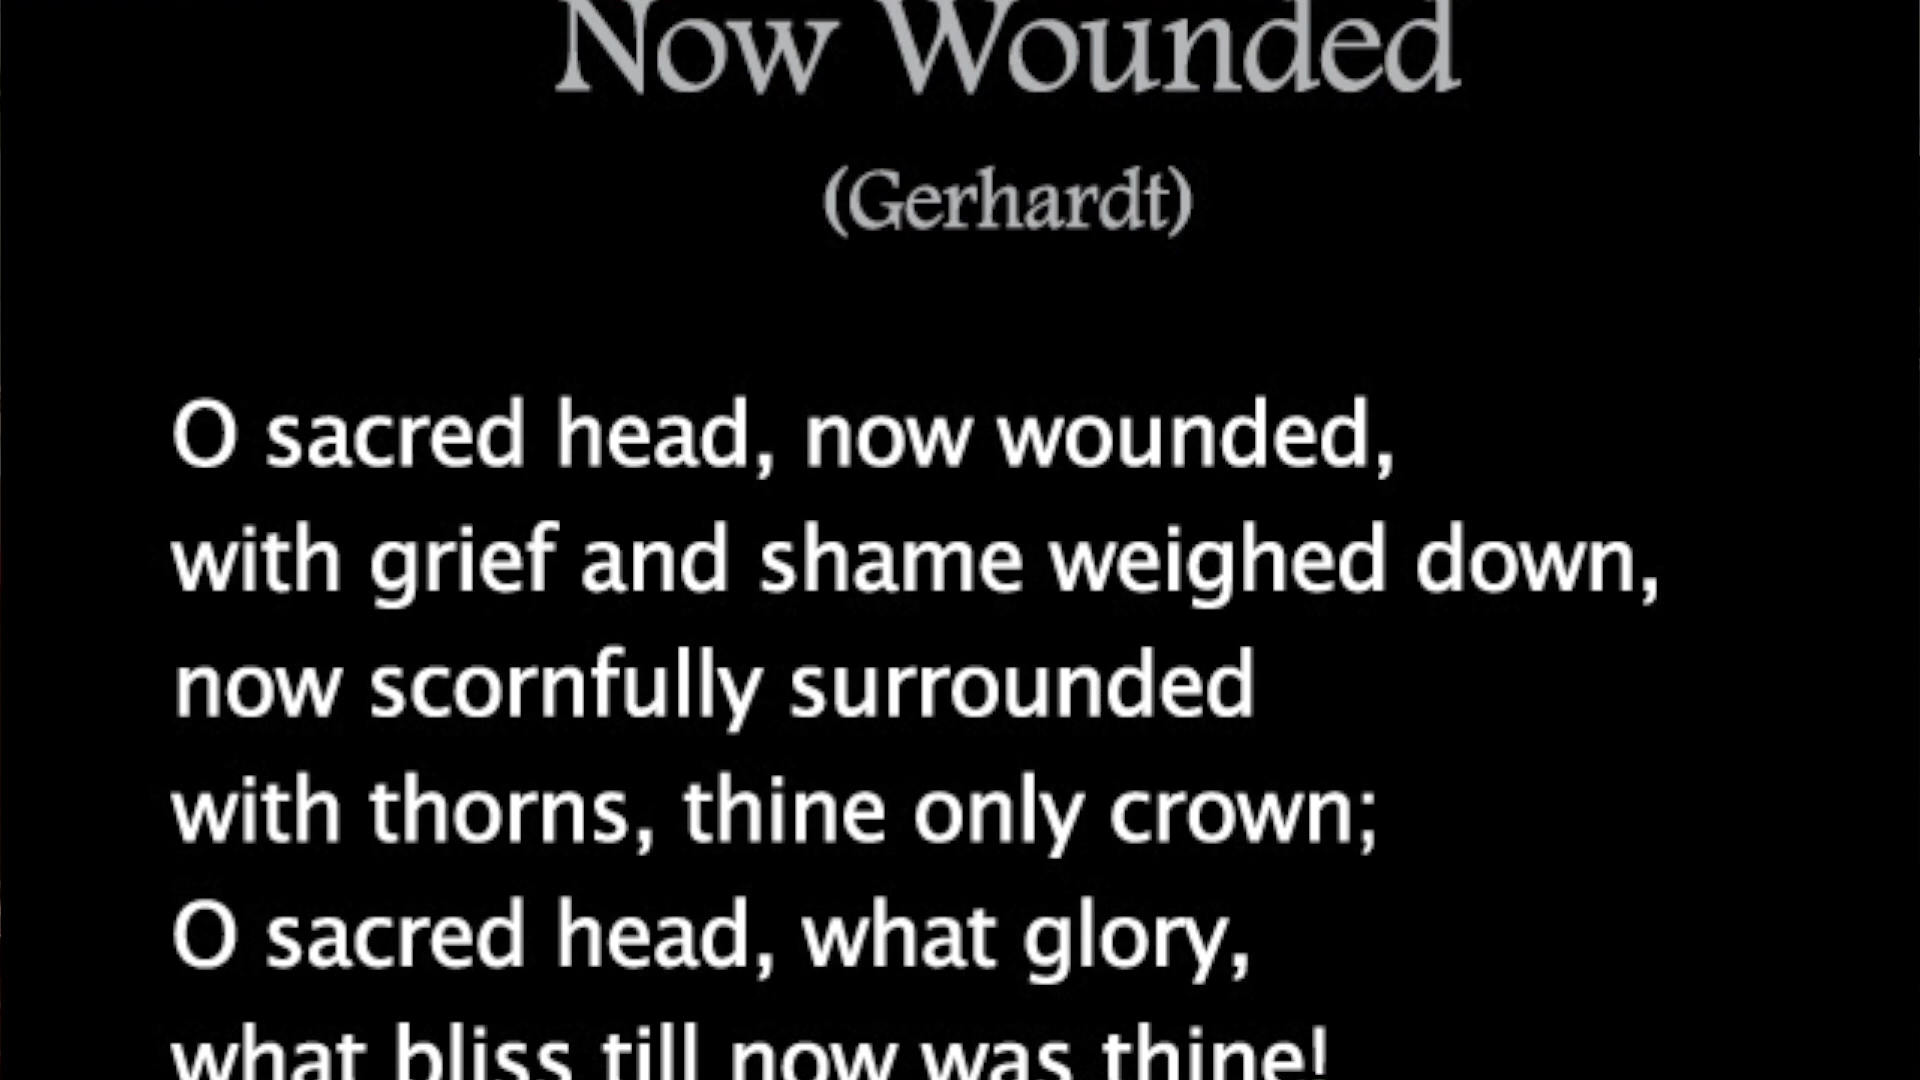 Now Wounded
(Gerhardt)
O sacred head, now wounded,
with grief and shame weighed down,
now scornfully surrounded
with thorns, thine only crown;
O sacred head, what glory,
what bliss till now was thine!